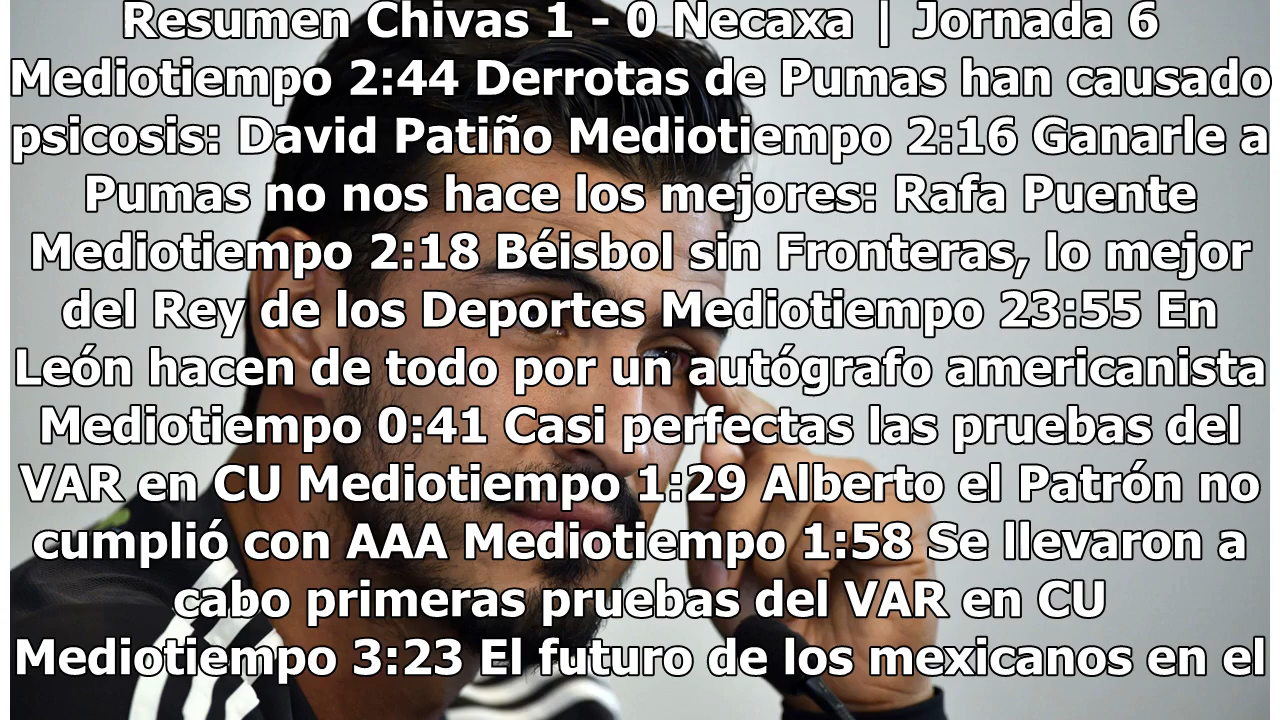 Resumen Chivas 1 - 0 Necaxa | Jornada 6
Mediotiempo 2:44 Derrotas de Pumas han causado
psicosis: David Patiño Mediotiempo 2:16 Ganarle a
Pumas no nos hace los mejores: Rafa Puente
Mediotiempo 2:18 Béisbol sin Fronteras, lo mejor
del Rey de los Deportes Mediotiempo 23:55 En
León hacen de todo por un autógrafo americanista
Mediotiempo 0:41 Casi perfectas las pruebas del
VAR en CU Mediotiempo 1:29 Alberto el Patrón no
cumplió con AAA Mediotiempo 1:58 Se llevaron a
cabo primeras pruebas del VAR en CU
Mediotiempo 3:23 El futuro de los mexicanos en el